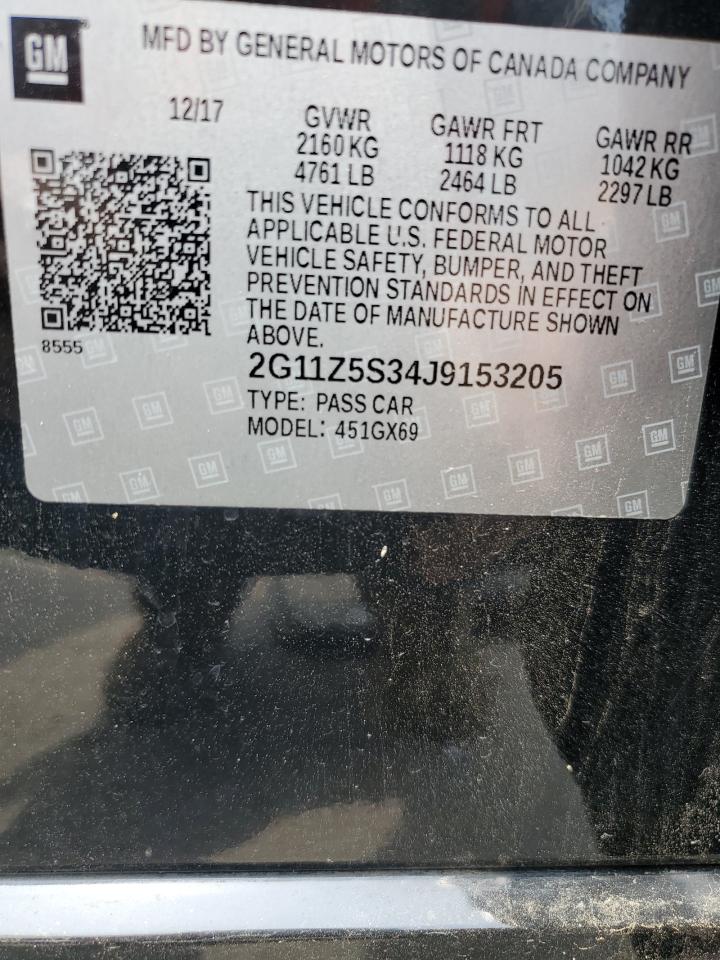 GM
MFD BY GENERAL MOTORS OF CANADA COMPANY
12/17
GVWR
2160 KG
4761 LB
GAWR FRT
1118 KG
2464 LB
GAWR RR
1042 KG
2297 LB
THIS VEHICLE CONFORMS TO ALL
APPLICABLE U.S. FEDERAL MOTOR
VEHICLE SAFETY, BUMPER, AND THEFT
PREVENTION STANDARDS IN EFFECT ON
THE DATE OF MANUFACTURE SHOWN
ABOVE.
8555
2G11Z5S34J9153205
TYPE: PASS CAR
MODEL: 451GX69